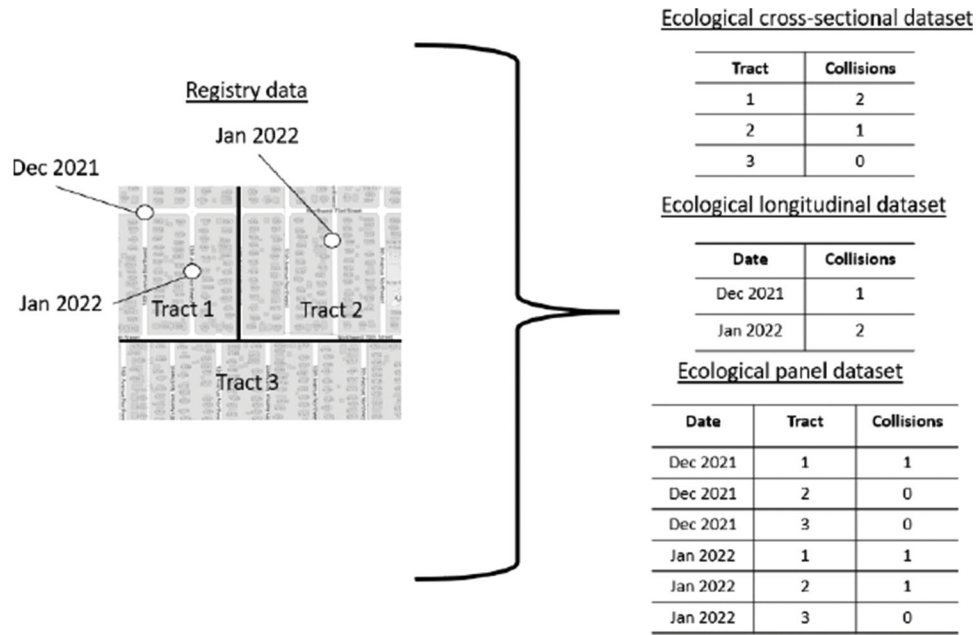 Registry data
Jan 2022
Dec 2021
Jan 2022
Tract 1
Tract 2
Tract 3
Ecological cross-sectional dataset
Tract Collisions
1 2
2 1
3 0
Ecological longitudinal dataset
Date Collisions
Dec 2021 1
Jan 2022 2
Ecological panel dataset
Date Tract Collisions
Dec 2021 1 1
Dec 2021 2 0
Dec 2021 3 0
Jan 2022 1 1
Jan 2022 2 1
Jan 2022 3 0